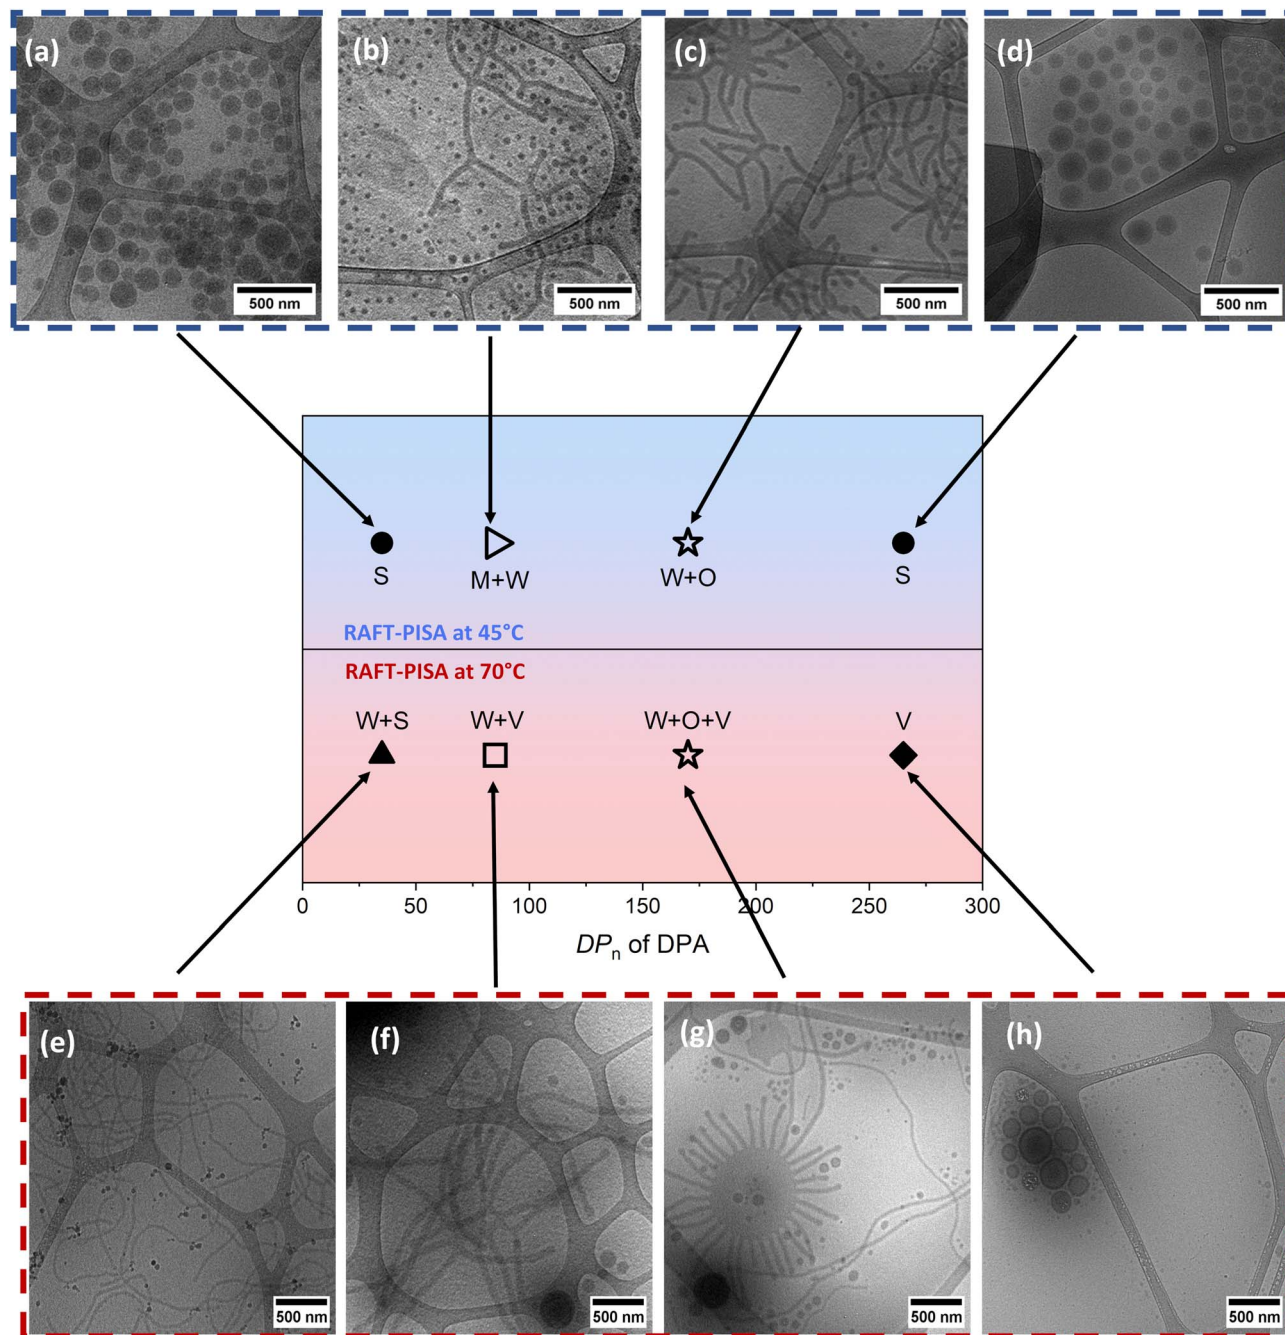 (a)
(b)
(c)
(d)
500 nm
500 nm
500 nm
500 nm
S
M+W
W+O
S
RAFT-PISA at 45°C
RAFT-PISA at 70°C
W+S
W+V
W+O+V
V
0 50 100 150 200 250 300
DPn of DPA
(e)
(f)
(g)
(h)
500 nm
500 nm
500 nm
500 nm